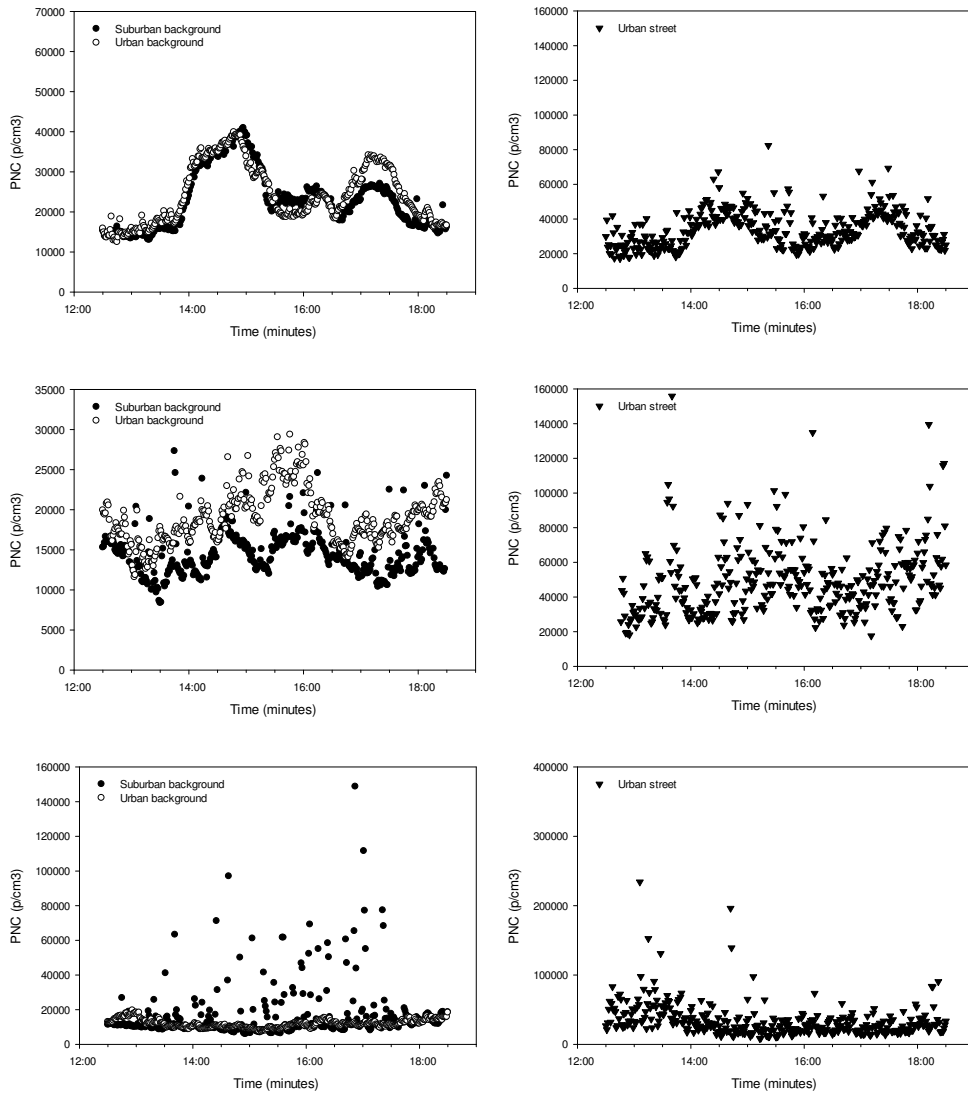 70000
60000
50000
40000
30000
20000
10000
0
PNC (p/cm3)
Suburban background
Urban background
12:00 14:00 16:00 18:00
Time (minutes)
160000
140000
120000
100000
80000
60000
40000
20000
0
PNC (p/cm3)
Urban street
12:00 14:00 16:00 18:00
Time (minutes)
35000
30000
25000
20000
15000
10000
5000
0
PNC (p/cm3)
Suburban background
Urban background
12:00 14:00 16:00 18:00
Time (minutes)
160000
140000
120000
100000
80000
60000
40000
20000
0
PNC (p/cm3)
Urban street
12:00 14:00 16:00 18:00
Time (minutes)
160000
140000
120000
100000
80000
60000
40000
20000
0
PNC (p/cm3)
Suburban background
Urban background
12:00 14:00 16:00 18:00
Time (minutes)
400000
300000
200000
100000
0
PNC (p/cm3)
Urban street
12:00 14:00 16:00 18:00
Time (minutes)